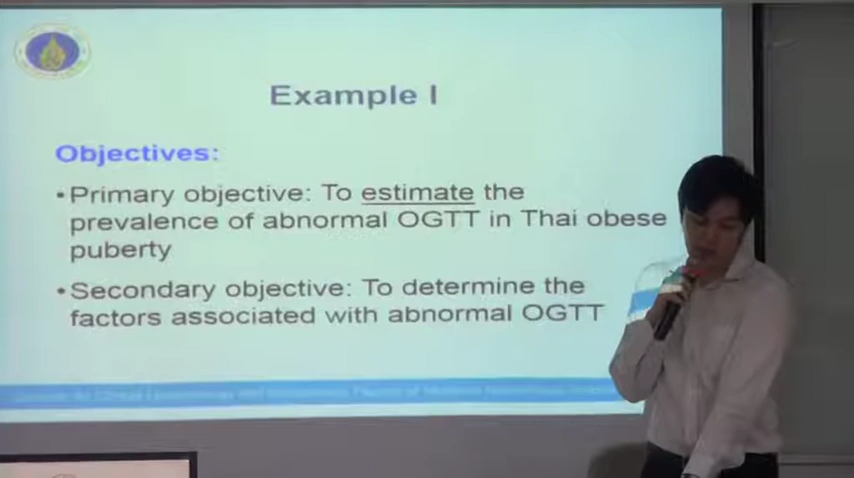 Example I
Objectives:
•Primary objective: To estimate the
prevalence of abnormal OGTT in Thai obese
puberty
•Secondary objective: To determine the
factors associated with abnormal OGTT